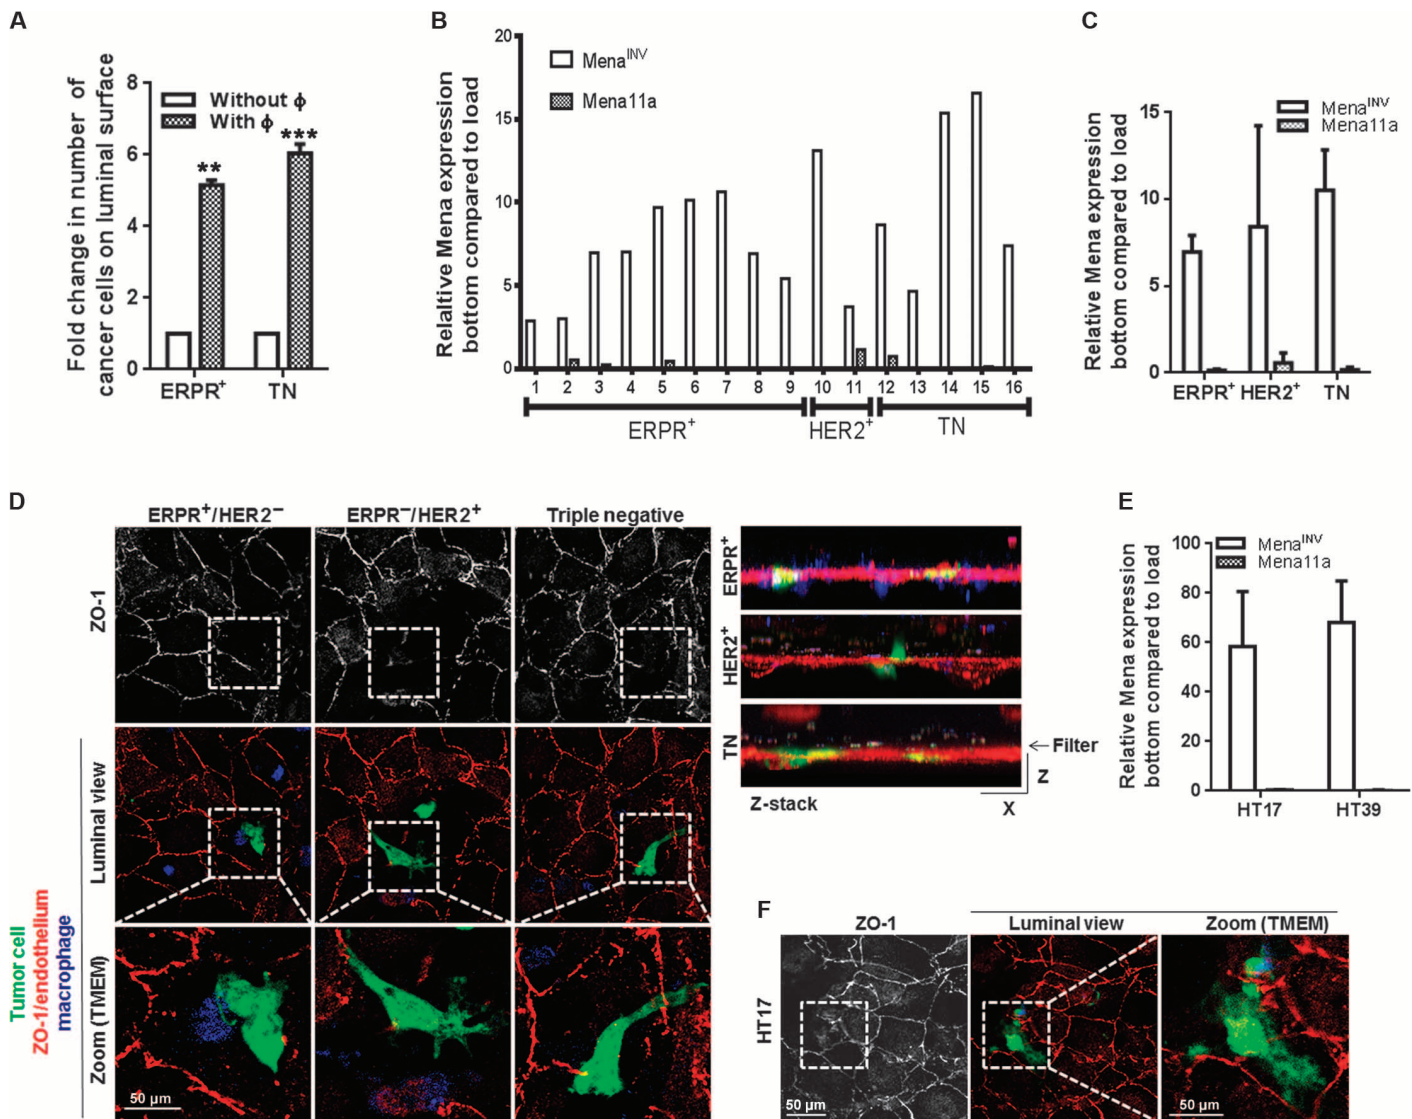 A
Fold change in number of
cancer cells on luminal surface
8
6
4
2
0
Without ϕ
With ϕ
**
***
ERPR+
TN
B
Relaltive Mena expression
bottom compared to load
20
15
10
5
0
MenaINV
Mena11a
1 2 3 4 5 6 7 8 9 10 11 12 13 14 15 16
ERPR+
HER2+
TN
C
Relative Mena expression
bottom compared to load
15
10
5
0
MenaINV
Mena11a
ERPR+ HER2+ TN
D
ERPR+/HER2−
ERPR−/HER2+
Triple negative
ZO-1
Luminal view
Zoom (TMEM)
Tumor cell
ZO-1/endothelium
macrophage
50 µm
ERPR+
HER2+
TN
←Filter
Z
X
Z-stack
E
Relative Mena expression
bottom compared to load
100
80
60
40
20
0
MenaINV
Mena11a
HT17
HT39
F
ZO-1
Luminal view
Zoom (TMEM)
HT17
50 µm
50 µm